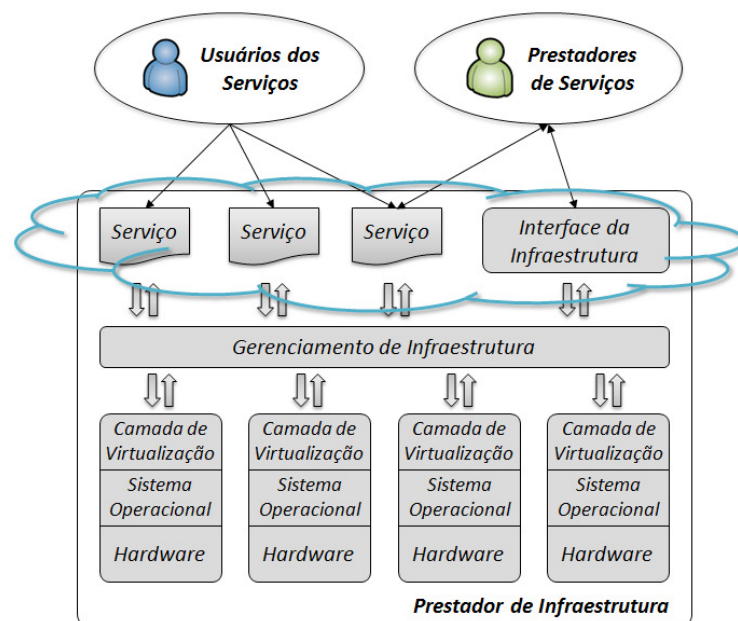 Usuários dos
Serviços
Prestadores
de Serviços
Serviço
Serviço
Serviço
Interface da
Infraestrutura
Gerenciamento de Infraestrutura
Camada de
Virtualização
Sistema
Operacional
Hardware
Camada de
Virtualização
Sistema
Operacional
Hardware
Camada de
Virtualização
Sistema
Operacional
Hardware
Camada de
Virtualização
Sistema
Operacional
Hardware
Prestador de Infraestrutura